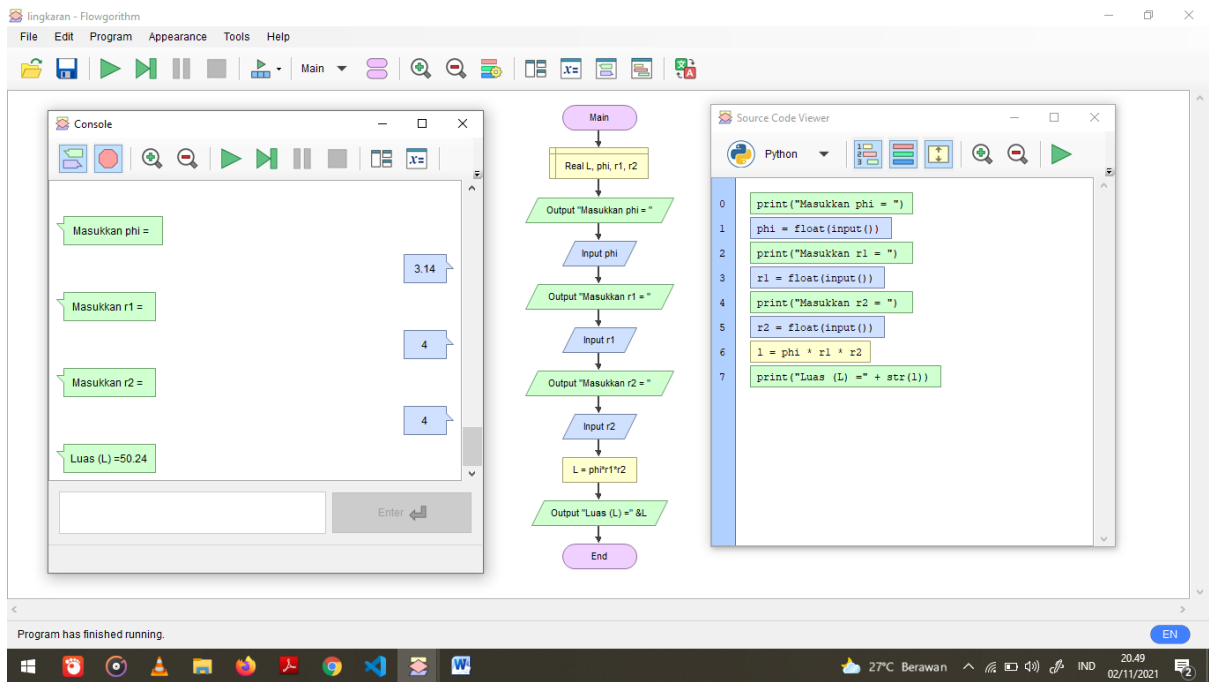 lingkaran - Flowgorithm
File Edit Program Appearance Tools Help
Main
x=
Console
x=
Masukkan phi =
3.14
Masukkan r1 =
4
Masukkan r2 =
4
Luas (L) =50.24
Enter
Main
Real L, phi, r1, r2
Output "Masukkan phi = "
Input phi
Output "Masukkan r1 = "
Input r1
Output "Masukkan r2 = "
Input r2
L = phi*r1*r2
Output "Luas (L) =" &L
End
Source Code Viewer
Python
0 print("Masukkan phi = ")
1 phi = float(input())
2 print("Masukkan r1 = ")
3 r1 = float(input())
4 print("Masukkan r2 = ")
5 r2 = float(input())
6 l = phi * r1 * r2
7 print("Luas (L) =" + str(l))
Program has finished running.
EN
27°C Berawan
IND
20.49
02/11/2021
2